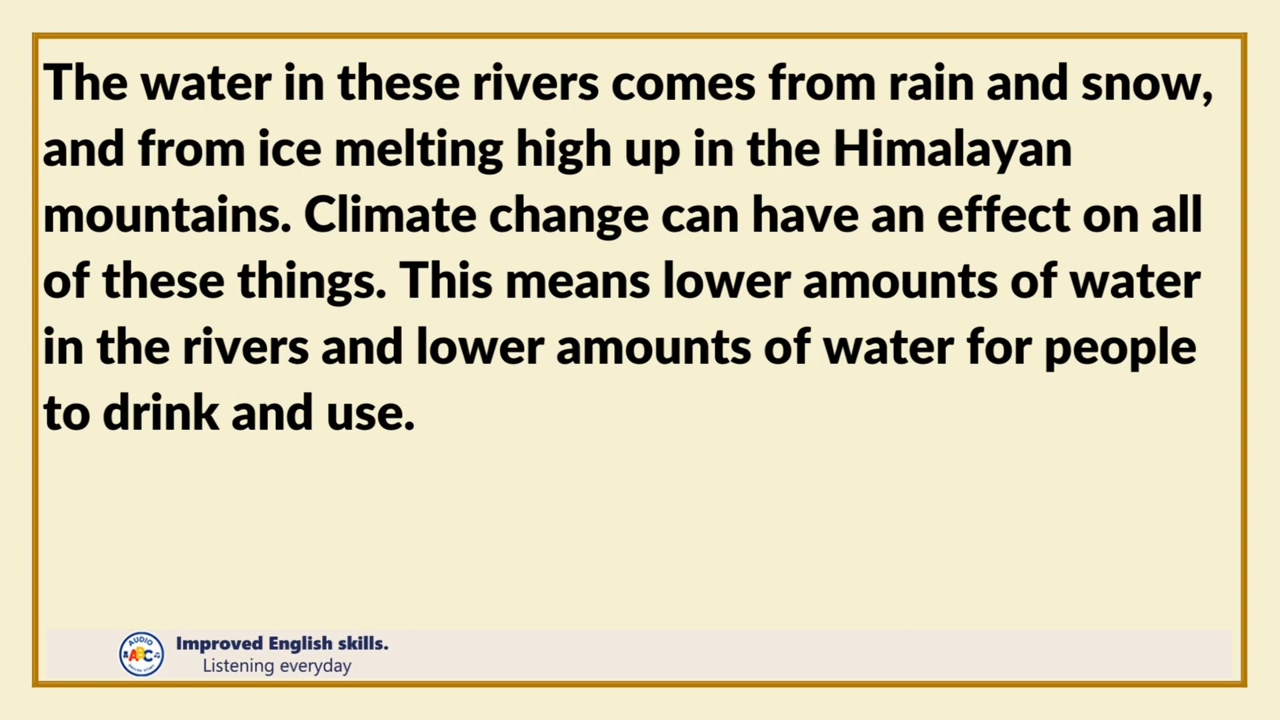 The water in these rivers comes from rain and snow,
and from ice melting high up in the Himalayan
mountains. Climate change can have an effect on all
of these things. This means lower amounts of water
in the rivers and lower amounts of water for people
to drink and use.
AUDIO
ABC
Improved English skills.
Listening everyday